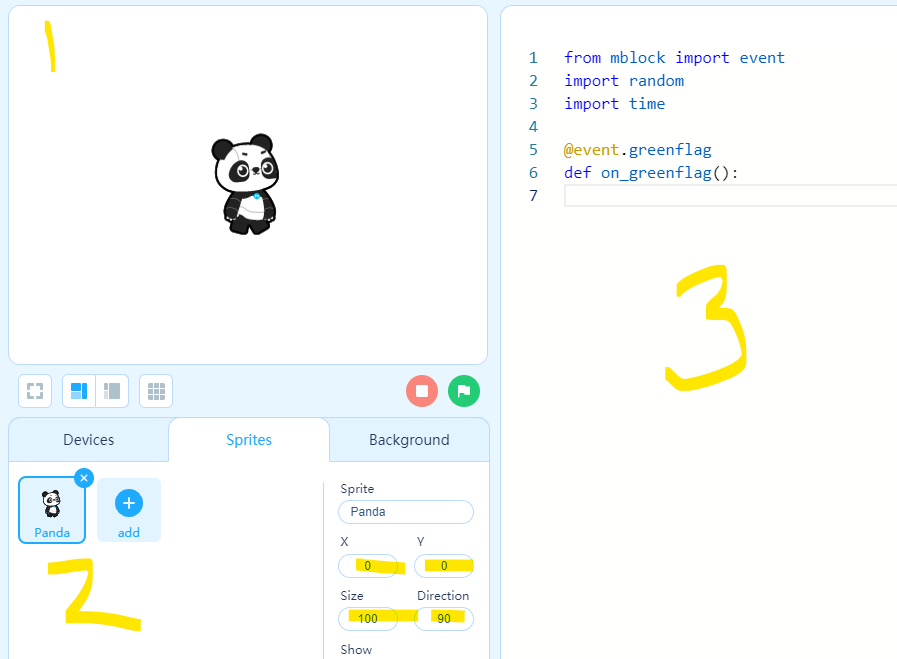 1
1 from mblock import event
2 import random
3 import time
4
5 @event.greenflag
6 def on_greenflag():
7
3
Devices
Sprites
Background
Panda
add
2
Sprite
Panda
X Y
0 0
Size Direction
100 90
Show